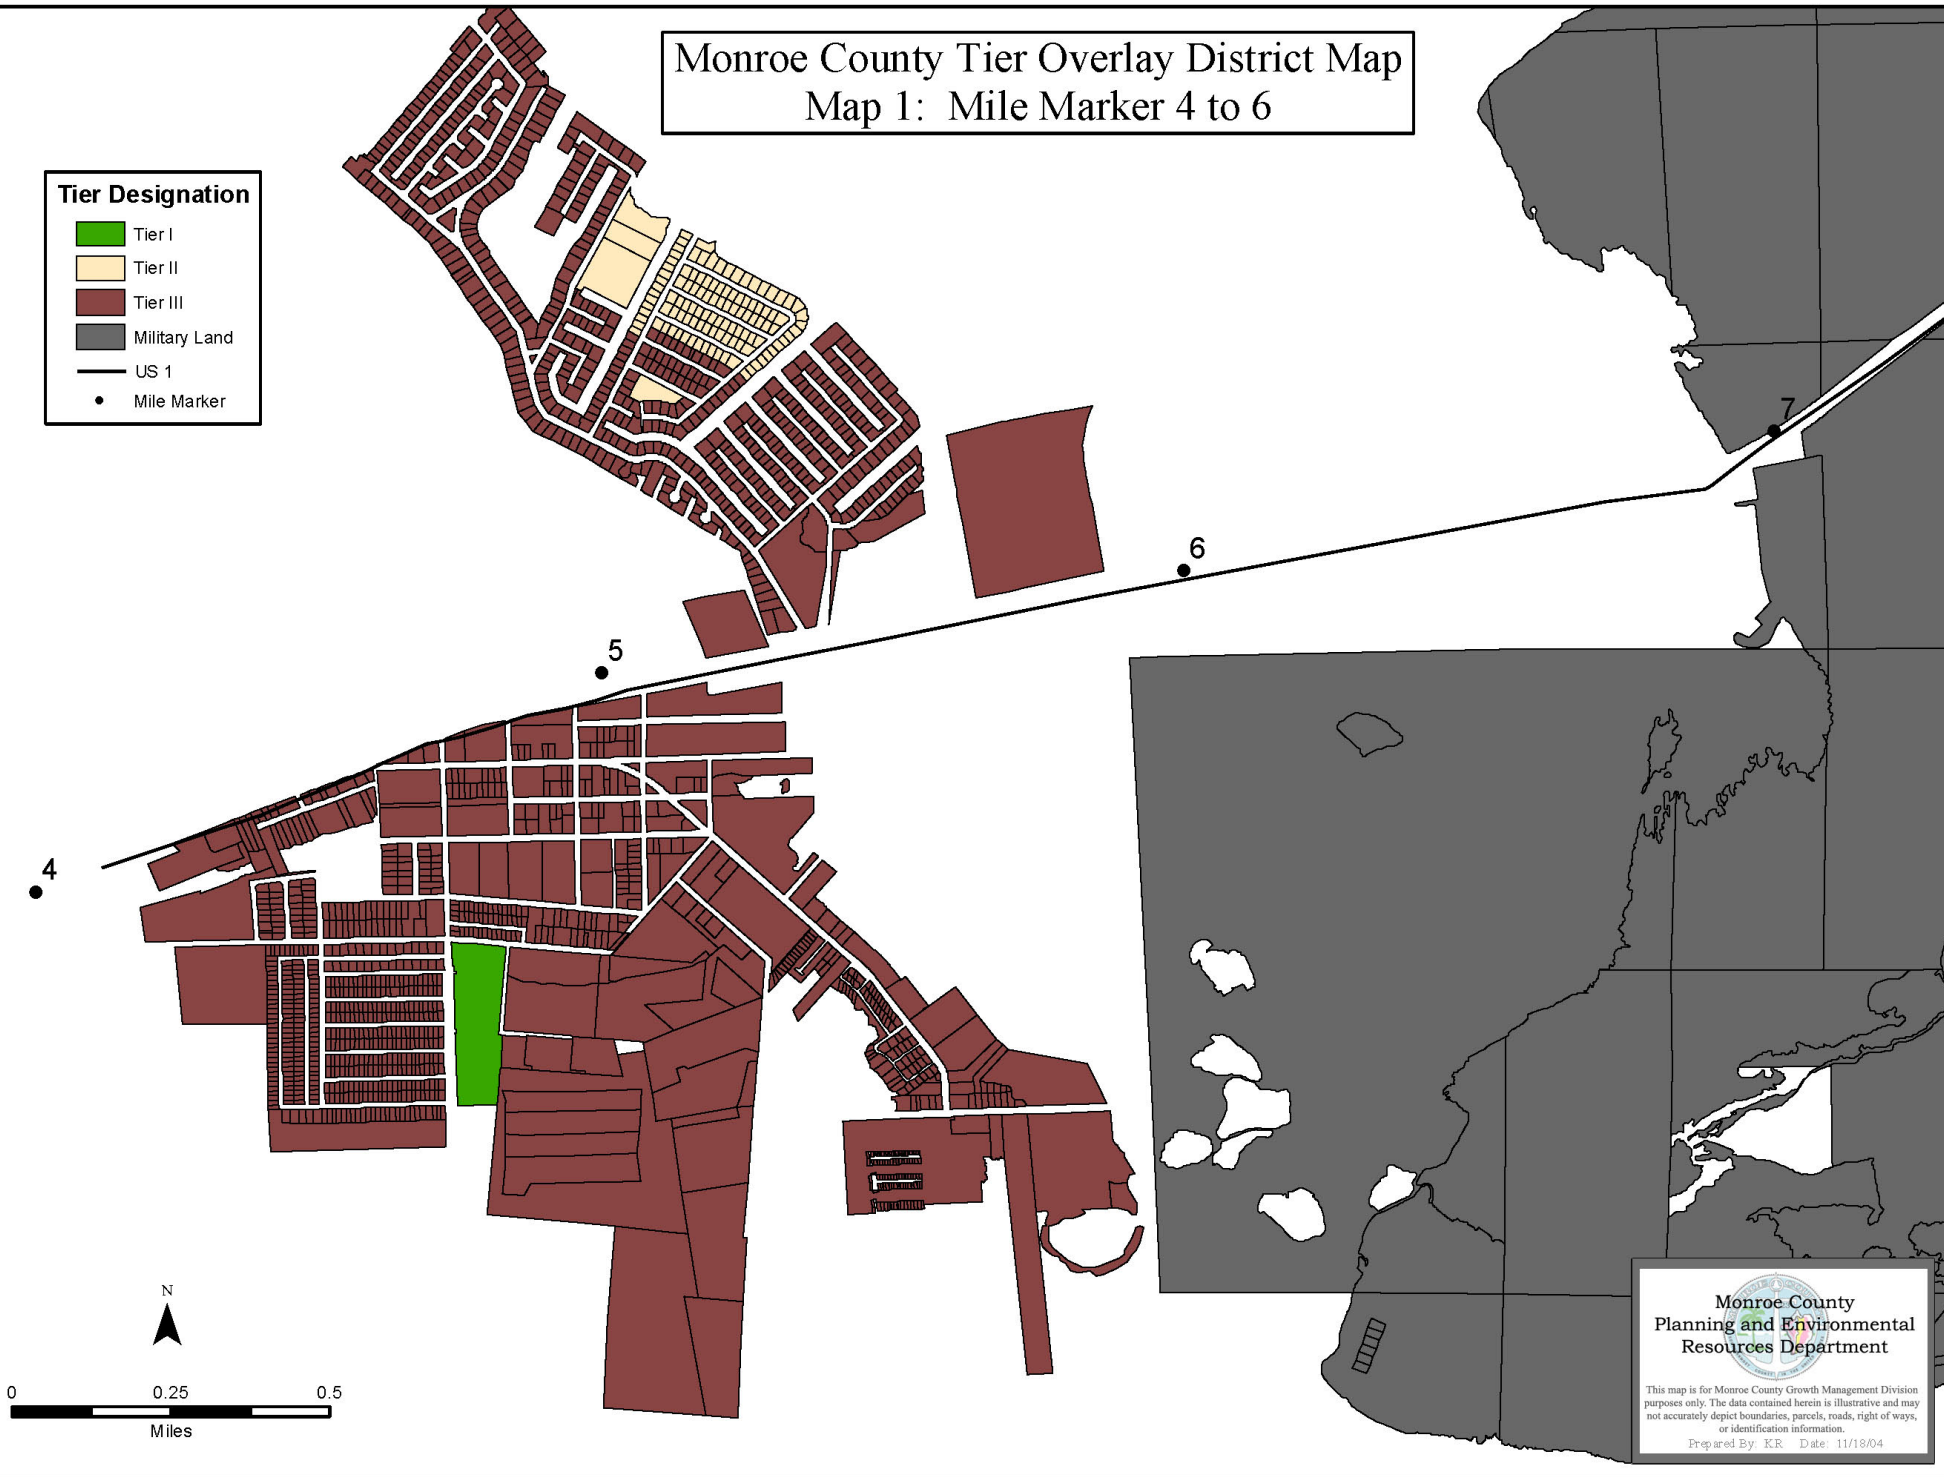 Monroe County Tier Overlay District Map
Map 1: Mile Marker 4 to 6
Tier Designation
Tier I
Tier II
Tier III
Military Land
US 1
Mile Marker
7
6
5
4
N
0 0.25 0.5
Miles
Monroe County
Planning and Environmental
Resources Department
This map is for Monroe County Growth Management Division
purposes only. The data contained herein is illustrative and may
not accurately depict boundaries, parcels, roads, right of ways,
or identification information.
Prepared By: KR Date: 11/18/04